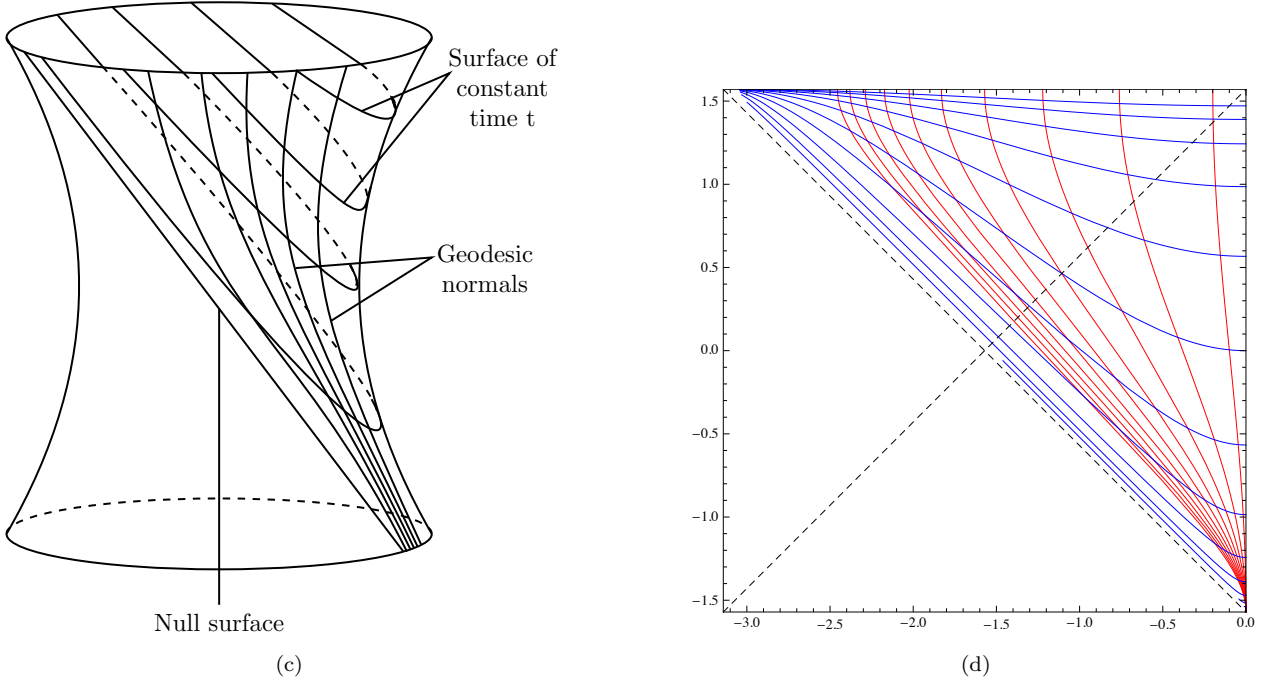 Surface of
constant
time t
Geodesic
normals
Null surface
(c)
1.5
1.0
0.5
0.0
−0.5
−1.0
−1.5
−3.0 −2.5 −2.0 −1.5 −1.0 −0.5 0.0
(d)